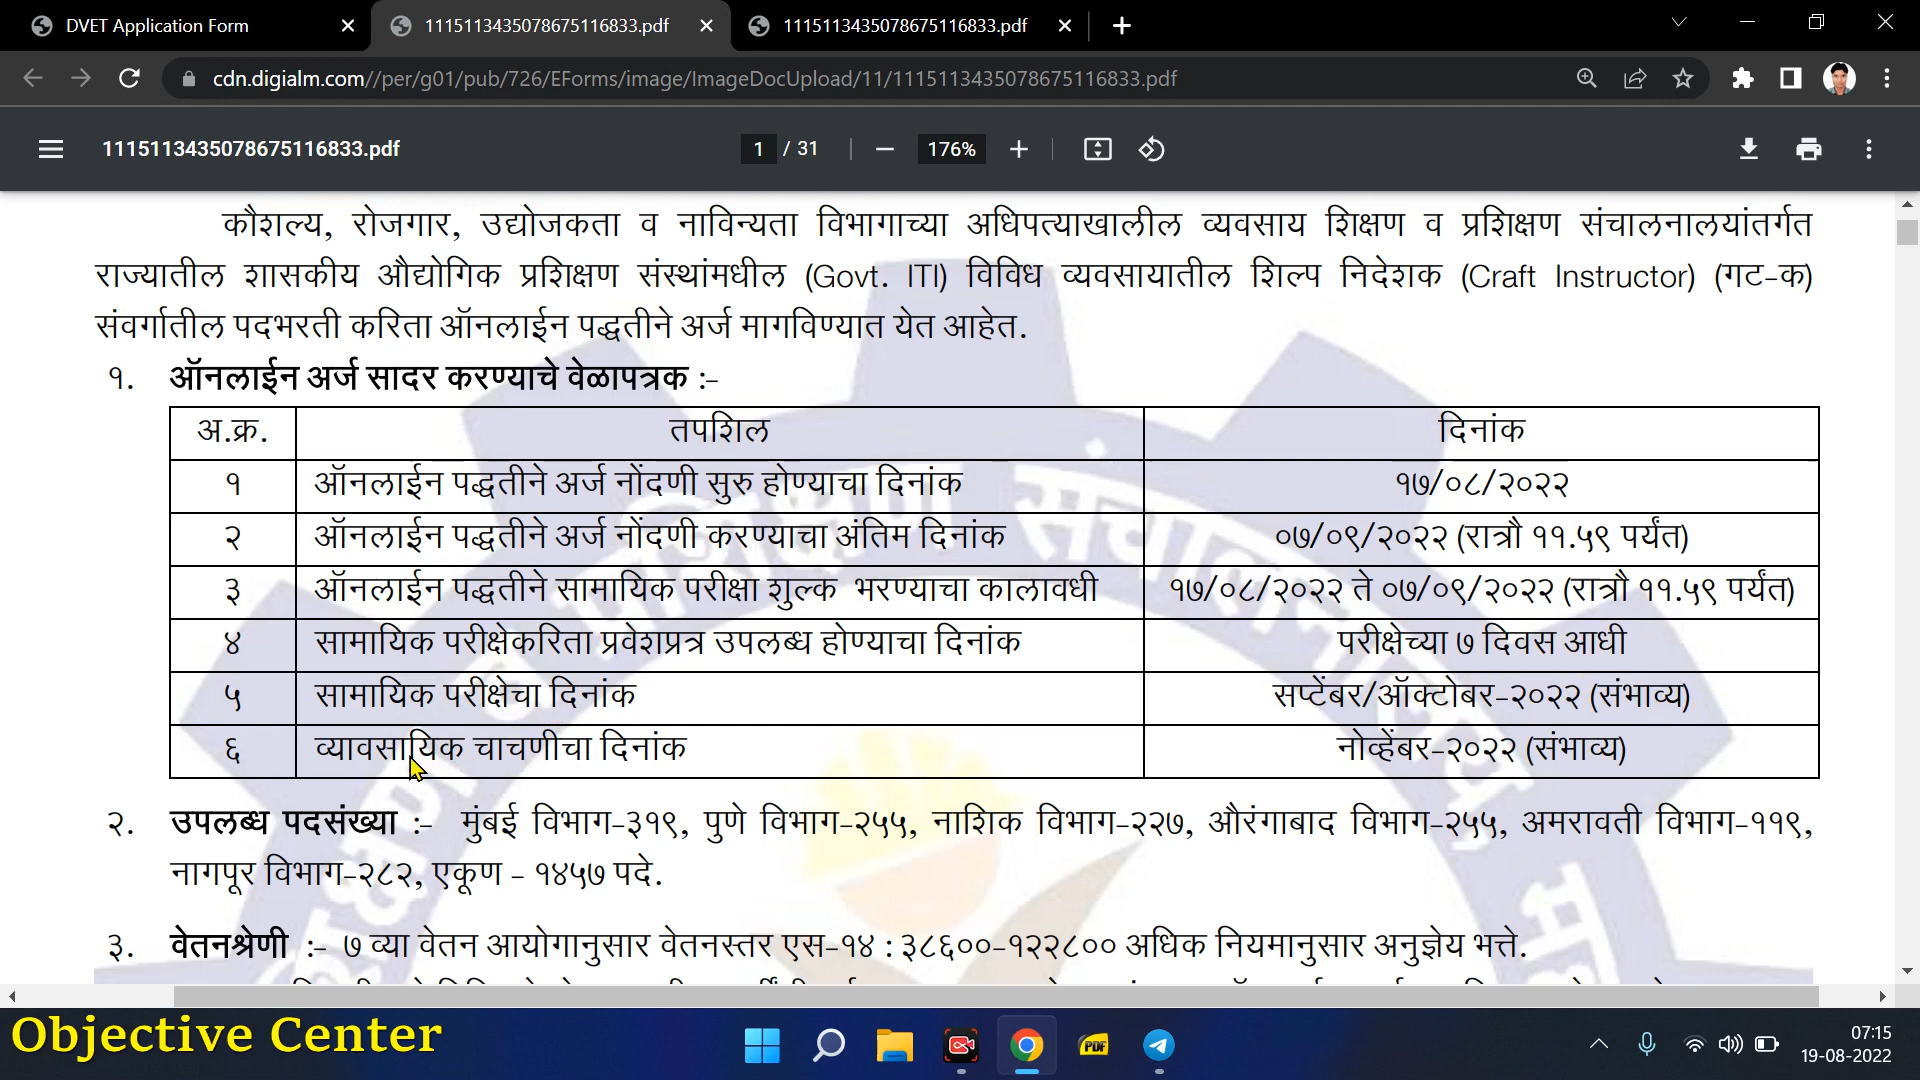 DVET Application Form
1115113435078675116833.pdf
1115113435078675116833.pdf
cdn.digialm.com//per/g01/pub/726/EForms/image/ImageDocUpload/11/1115113435078675116833.pdf
1115113435078675116833.pdf 1 / 31 176%
कौशल्य, रोजगार, उद्योजकता व नाविन्यता विभागाच्या अधिपत्याखालील व्यवसाय शिक्षण व प्रशिक्षण संचालनालयांतर्गत
राज्यातील शासकीय औद्योगिक प्रशिक्षण संस्थांमधील (Govt. ITI) विविध व्यवसायातील शिल्प निदेशक (Craft Instructor) (गट-क)
संवर्गातील पदभरती करिता ऑनलाईन पद्धतीने अर्ज मागविण्यात येत आहेत.
१. ऑनलाईन अर्ज सादर करण्याचे वेळापत्रक :-
अ.क्र. तपशिल दिनांक
१ ऑनलाईन पद्धतीने अर्ज नोंदणी सुरु होण्याचा दिनांक १७/०८/२०२२
२ ऑनलाईन पद्धतीने अर्ज नोंदणी करण्याचा अंतिम दिनांक ०७/०९/२०२२ (रात्रौ ११.५९ पर्यंत)
३ ऑनलाईन पद्धतीने सामायिक परीक्षा शुल्क भरण्याचा कालावधी १७/०८/२०२२ ते ०७/०९/२०२२ (रात्रौ ११.५९ पर्यंत)
४ सामायिक परीक्षेकरिता प्रवेशप्रत्र उपलब्ध होण्याचा दिनांक परीक्षेच्या ७ दिवस आधी
५ सामायिक परीक्षेचा दिनांक सप्टेंबर/ऑक्टोबर-२०२२ (संभाव्य)
६ व्यावसायिक चाचणीचा दिनांक नोव्हेंबर-२०२२ (संभाव्य)
२. उपलब्ध पदसंख्या :- मुंबई विभाग-३१९, पुणे विभाग-२५५, नाशिक विभाग-२२७, औरंगाबाद विभाग-२५५, अमरावती विभाग-११९,
नागपूर विभाग-२८२, एकूण - १४५७ पदे.
३. वेतनश्रेणी :- ७ व्या वेतन आयोगानुसार वेतनस्तर एस-१४ : ३८६००-१२२८०० अधिक नियमानुसार अनुज्ञेय भत्ते.
Objective Center
PDF
07:15
19-08-2022